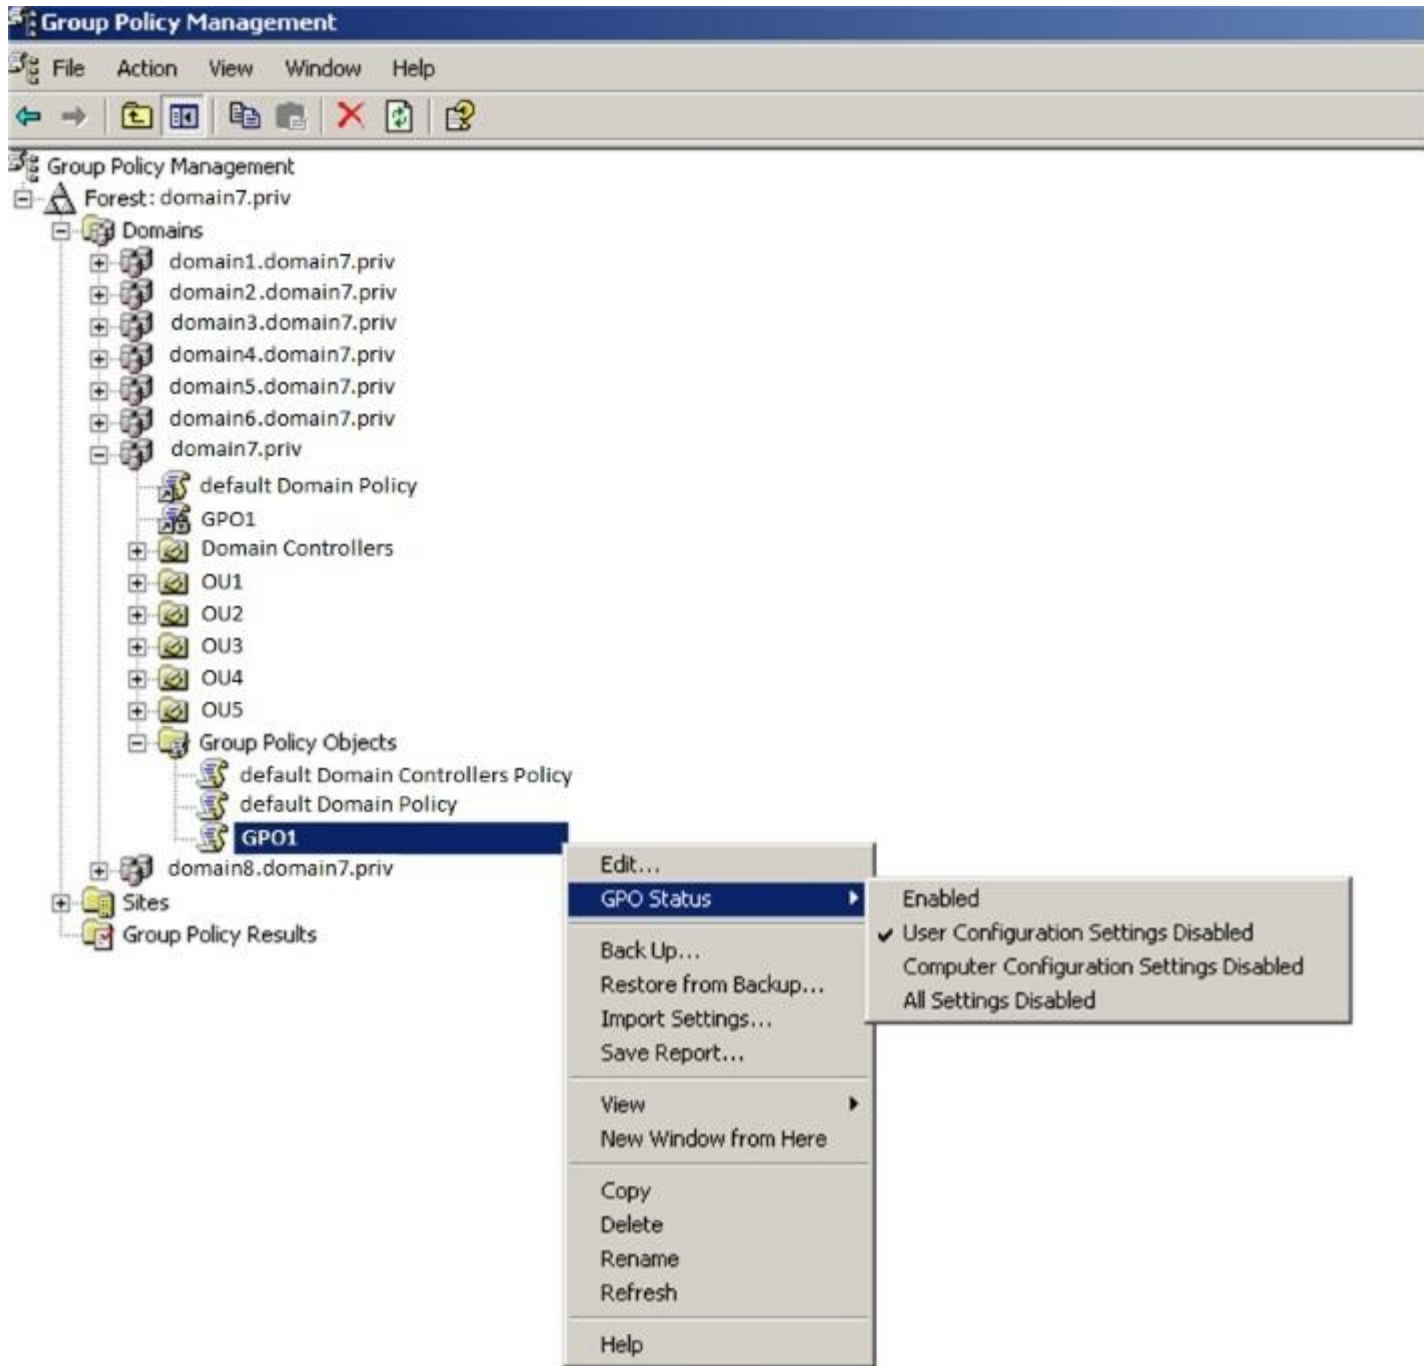 Group Policy Management
File Action View Window Help
Group Policy Management
Forest: domain7.priv
Domains
domain1.domain7.priv
domain2.domain7.priv
domain3.domain7.priv
domain4.domain7.priv
domain5.domain7.priv
domain6.domain7.priv
domain7.priv
default Domain Policy
GPO1
Domain Controllers
OU1
OU2
OU3
OU4
OU5
Group Policy Objects
default Domain Controllers Policy
default Domain Policy
GPO1
domain8.domain7.priv
Sites
Group Policy Results
Edit...
GPO Status
Back Up...
Restore from Backup...
Import Settings...
Save Report...
View
New Window from Here
Copy
Delete
Rename
Refresh
Help
Enabled
User Configuration Settings Disabled
Computer Configuration Settings Disabled
All Settings Disabled